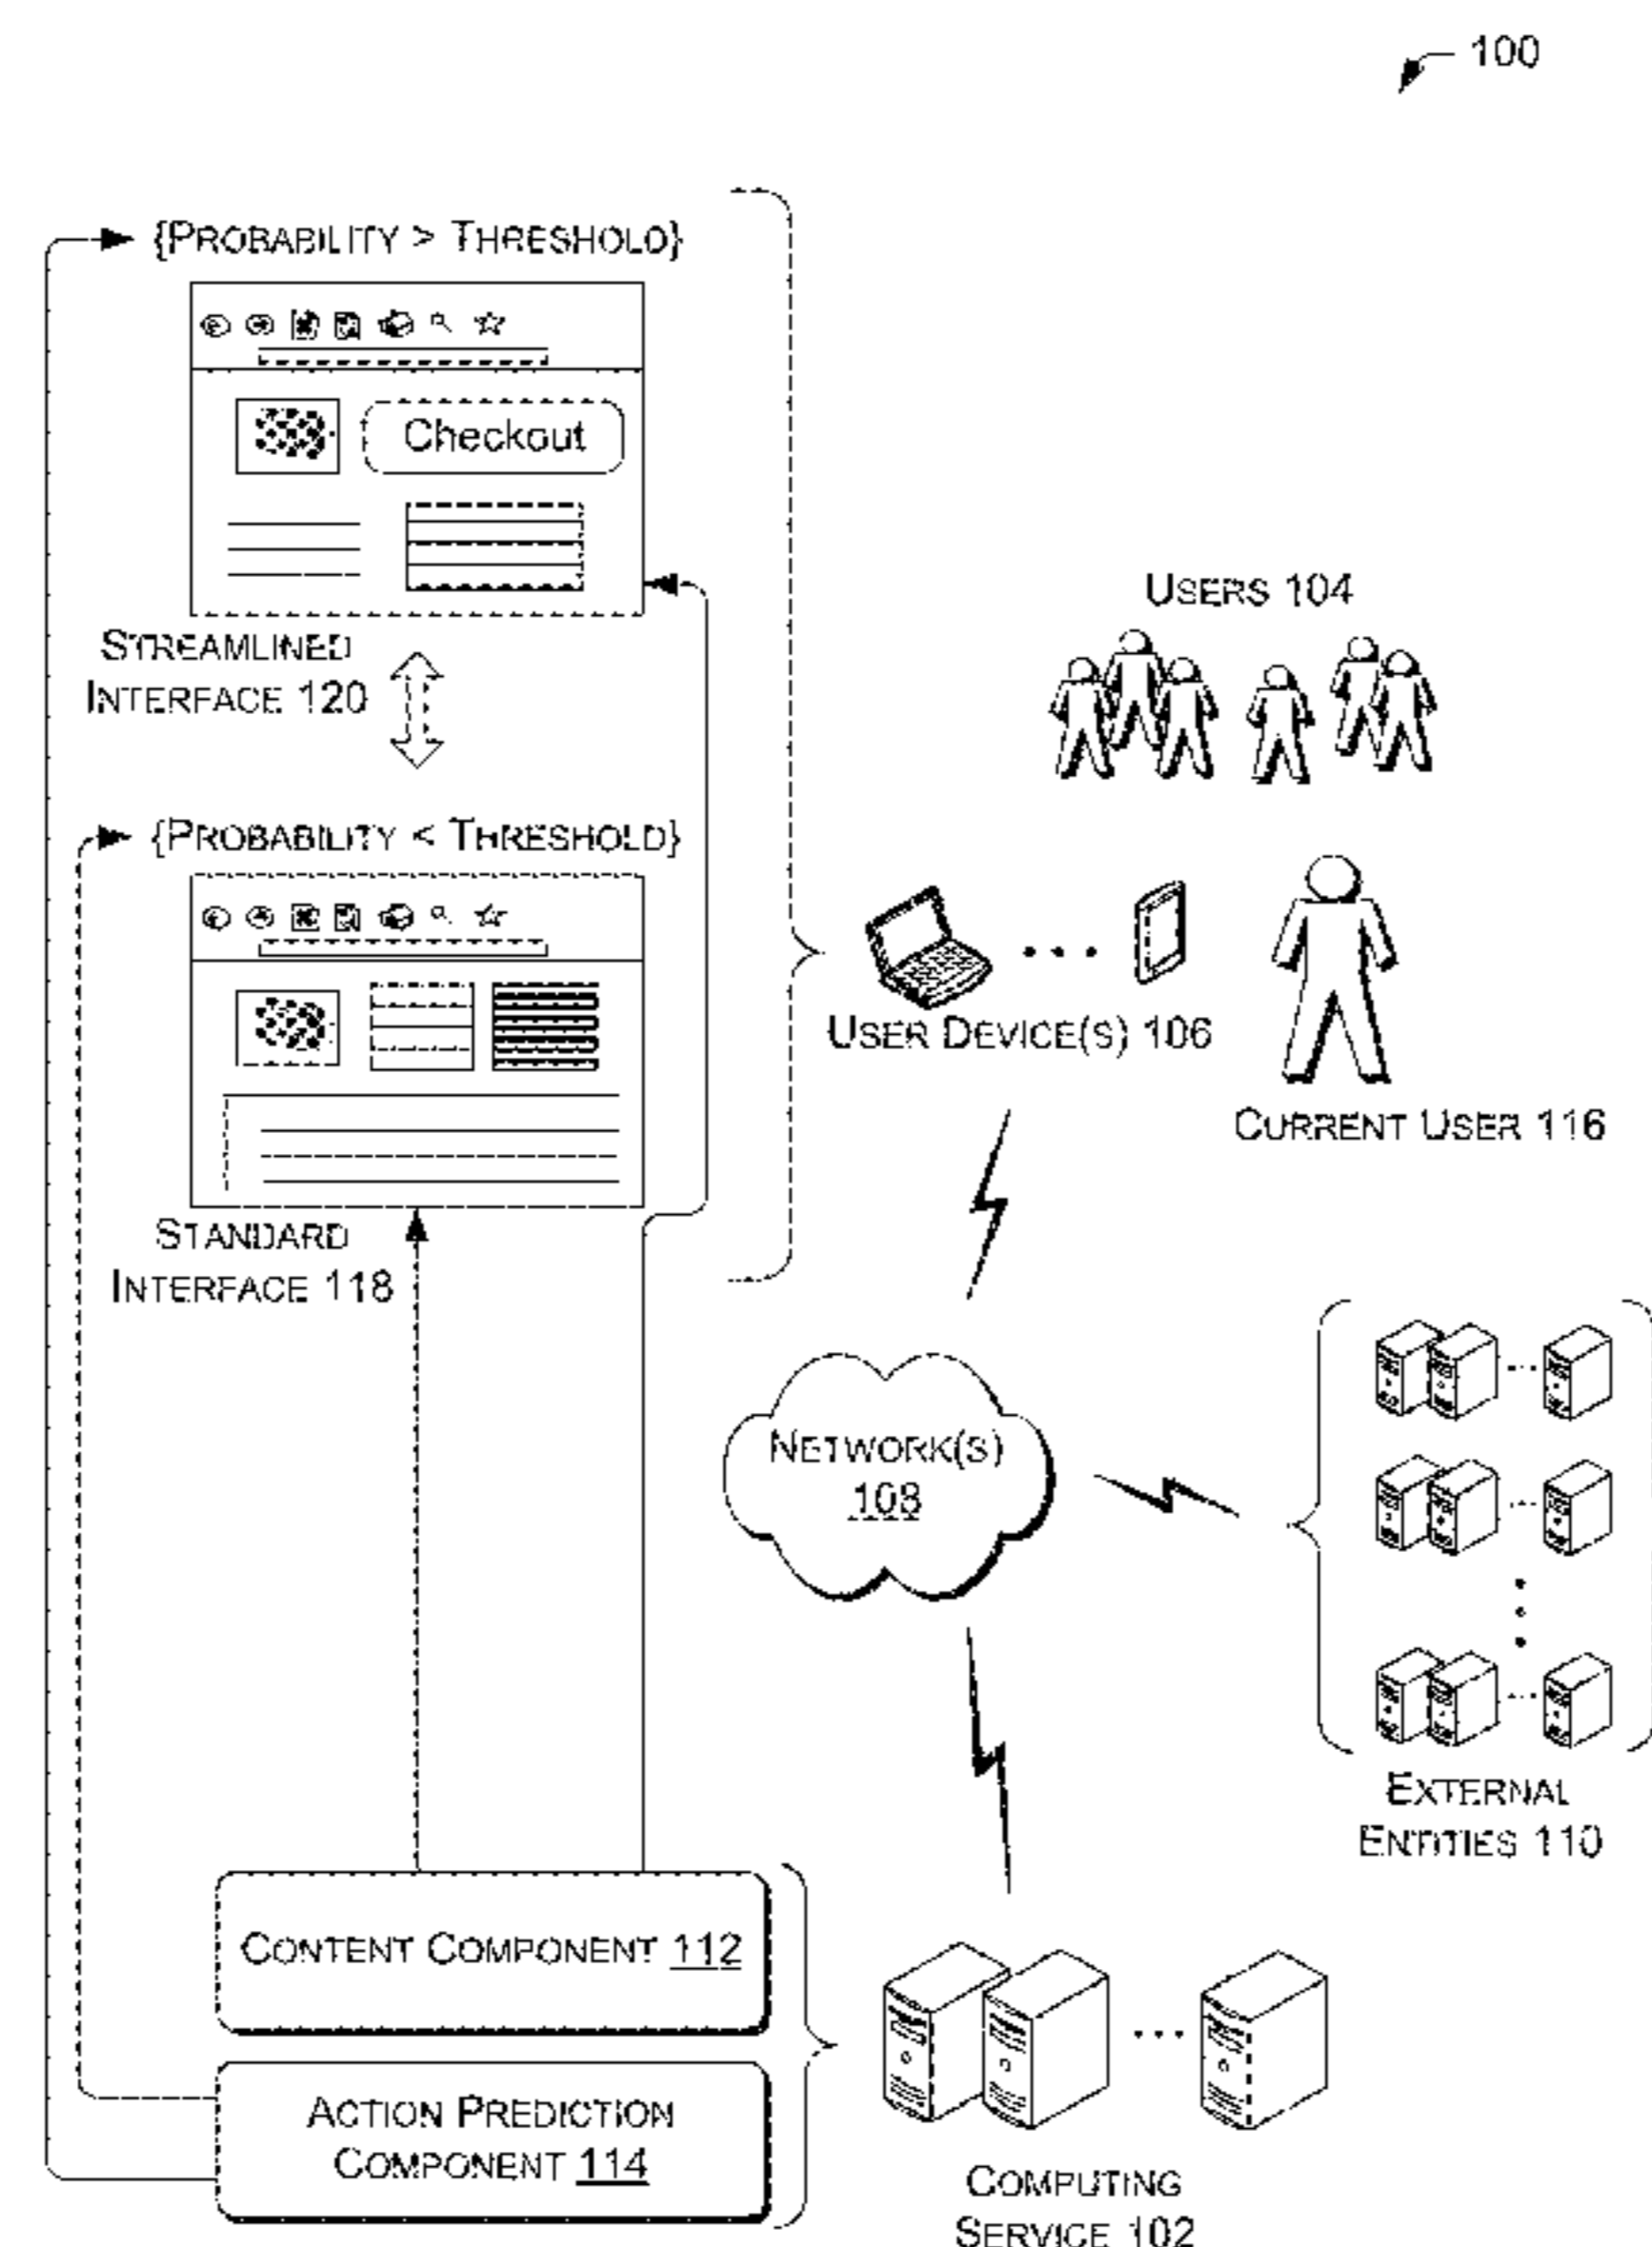 100
{PROBABILITY > THRESHOLD}
Checkout
STREAMLINED
INTERFACE 120
{PROBABILITY < THRESHOLD}
STANDARD
INTERFACE 118
USERS 104
USER DEVICE(S) 106
CURRENT USER 116
NETWORK(S)
108
EXTERNAL
ENTITIES 110
CONTENT COMPONENT 112
ACTION PREDICTION
COMPONENT 114
COMPUTING
SERVICE 102